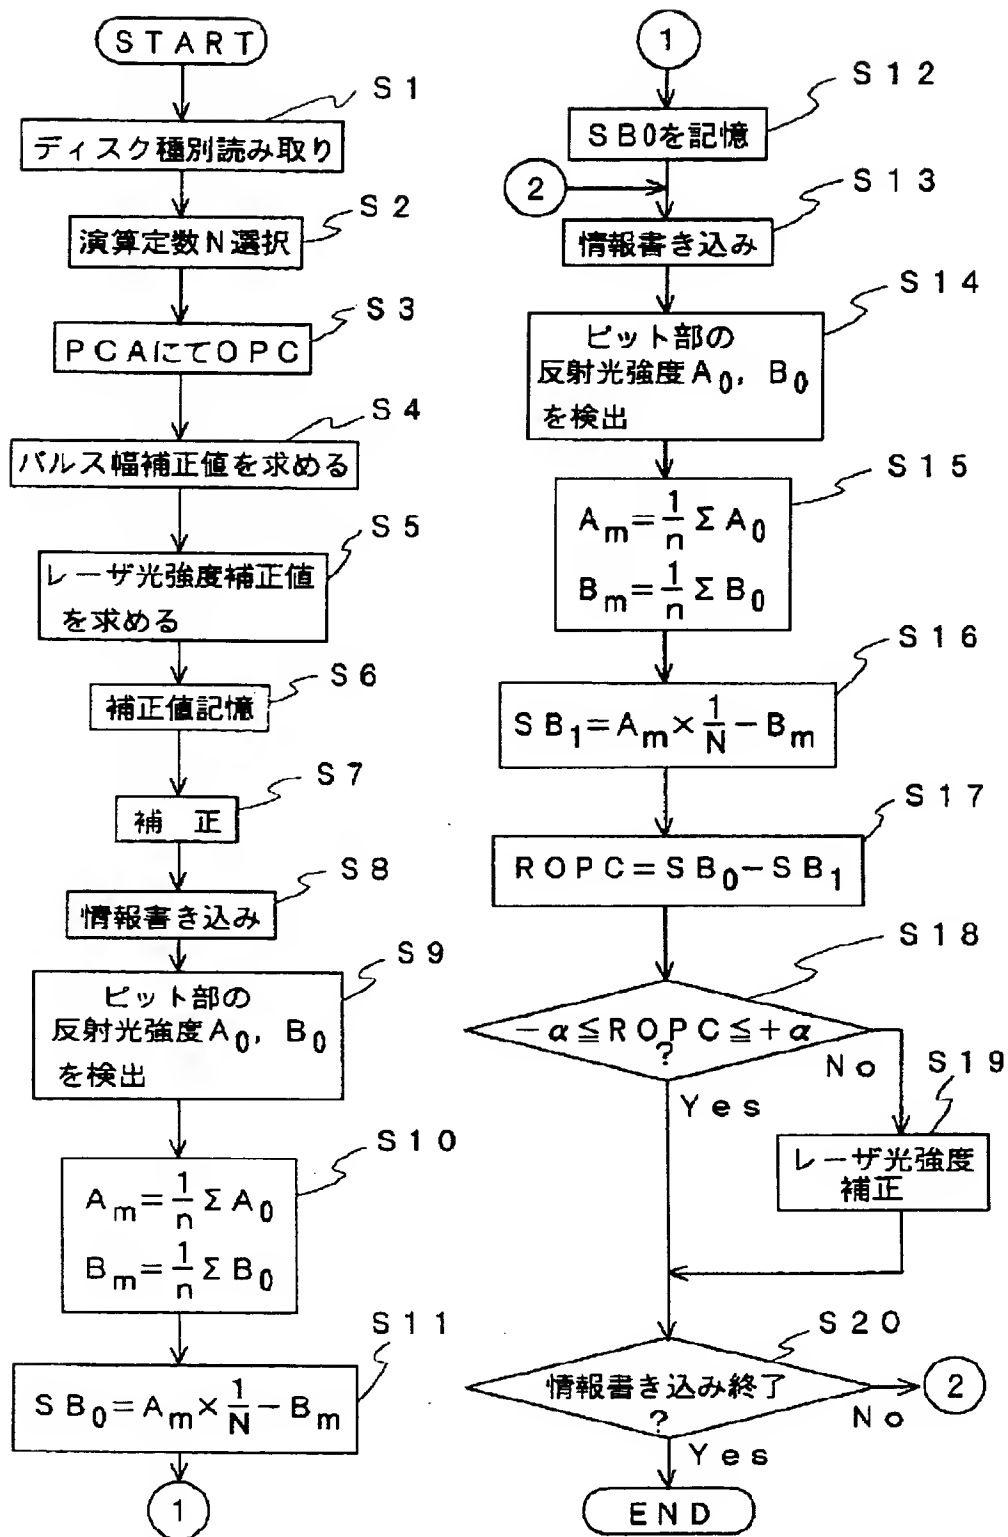 START
S1
ディスク種別読み取り
S2
演算定数N選択
S3
PCAにてOPC
S4
パルス幅補正値を求める
S5
レーザ光強度補正値
を求める
S6
補正値記憶
S7
補 正
S8
情報書き込み
S9
ピット部の
反射光強度A₀, B₀
を検出
S10
Aₘ=1/n ΣA₀
Bₘ=1/n ΣB₀
S11
SB₀=Aₘ×1/N−Bₘ
1
1
S12
SB0を記憶
2
S13
情報書き込み
S14
ピット部の
反射光強度A₀, B₀
を検出
S15
Aₘ=1/n ΣA₀
Bₘ=1/n ΣB₀
S16
SB₁=Aₘ×1/N−Bₘ
S17
ROPC=SB₀−SB₁
S18
−α≦ROPC≦+α
?
No
Yes
S19
レーザ光強度
補正
S20
情報書き込み終了
?
2
No
Yes
END